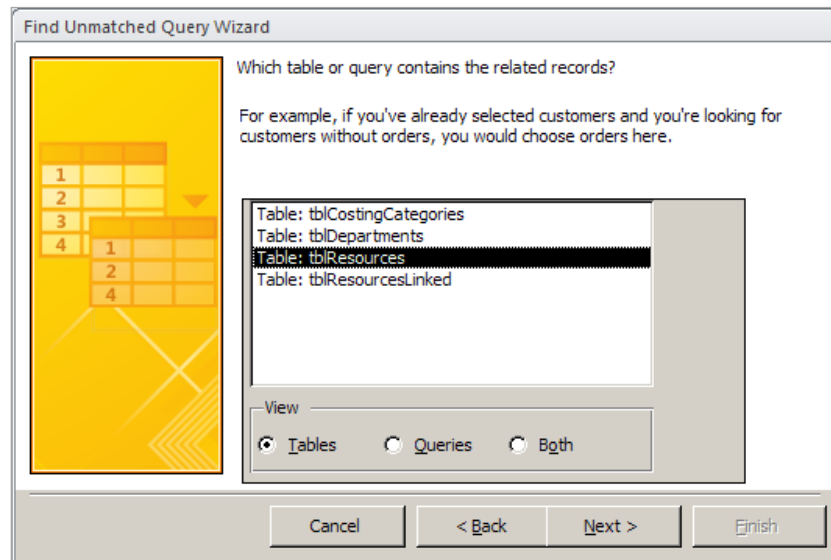 Find Unmatched Query Wizard
Which table or query contains the related records?
For example, if you've already selected customers and you're looking for
customers without orders, you would choose orders here.
1
2
3
4
1
2
4
Table: tblCostingCategories
Table: tblDepartments
Table: tblResources
Table: tblResourcesLinked
View
Tables Queries Both
Cancel < Back Next > Finish